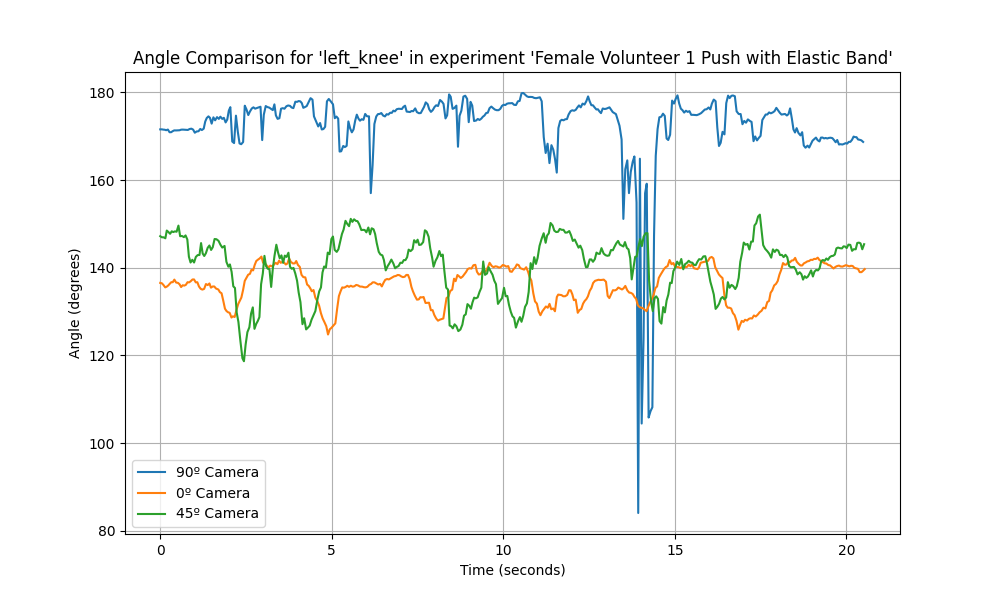 Angle Comparison for 'left_knee' in experiment 'Female Volunteer 1 Push with Elastic Band'
180
160
140
120
100
80
Angle (degrees)
90º Camera
0º Camera
45º Camera
0
5
10
15
20
Time (seconds)